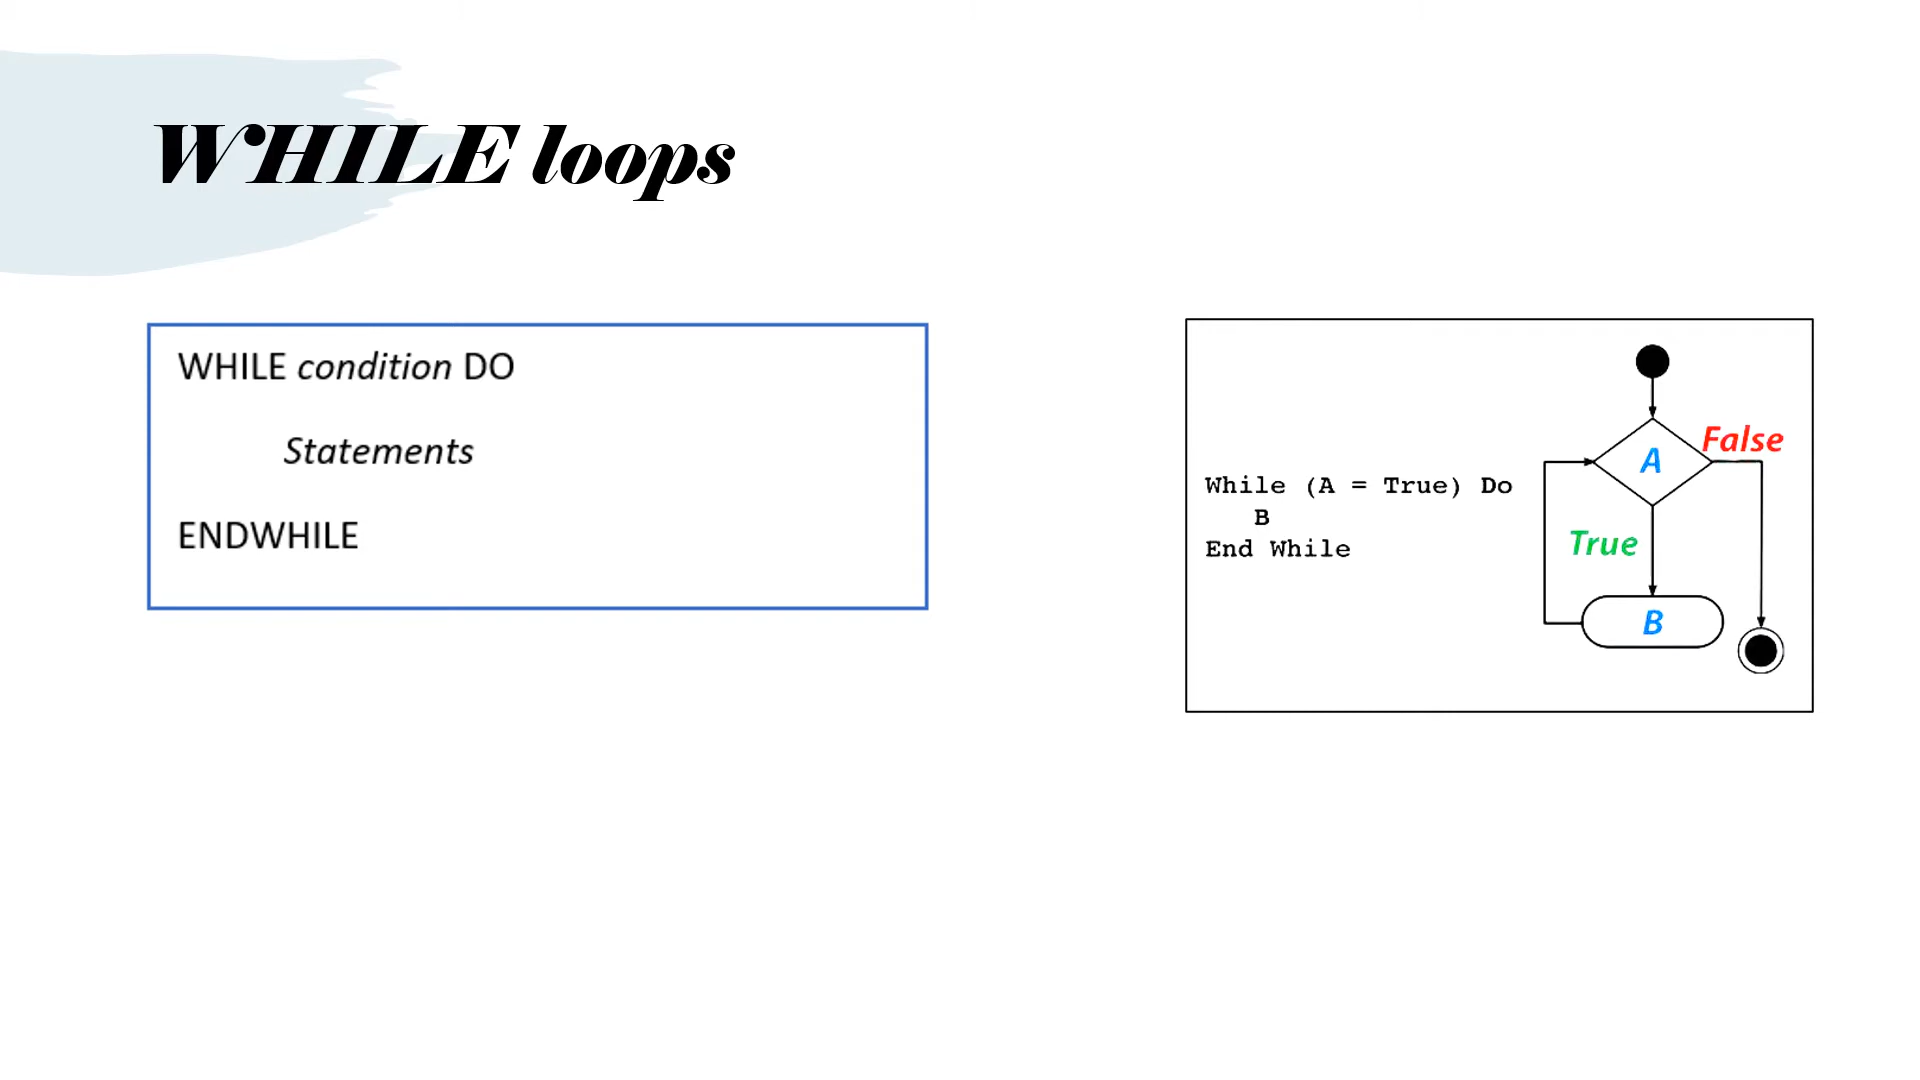 WHILE loops
WHILE condition DO
Statements
ENDWHILE
While (A = True) Do
B
End While
A
False
True
B